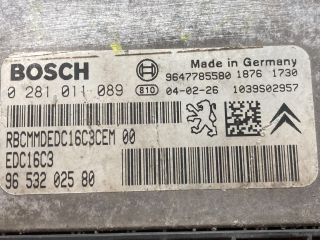 BOSCH
Made in Germany
9647785580 1876 1730
0 281 011 089 810 04-02-26 1039S02957
RBCMMDEDC16C3CEM 00
EDC16C3
96 532 025 80